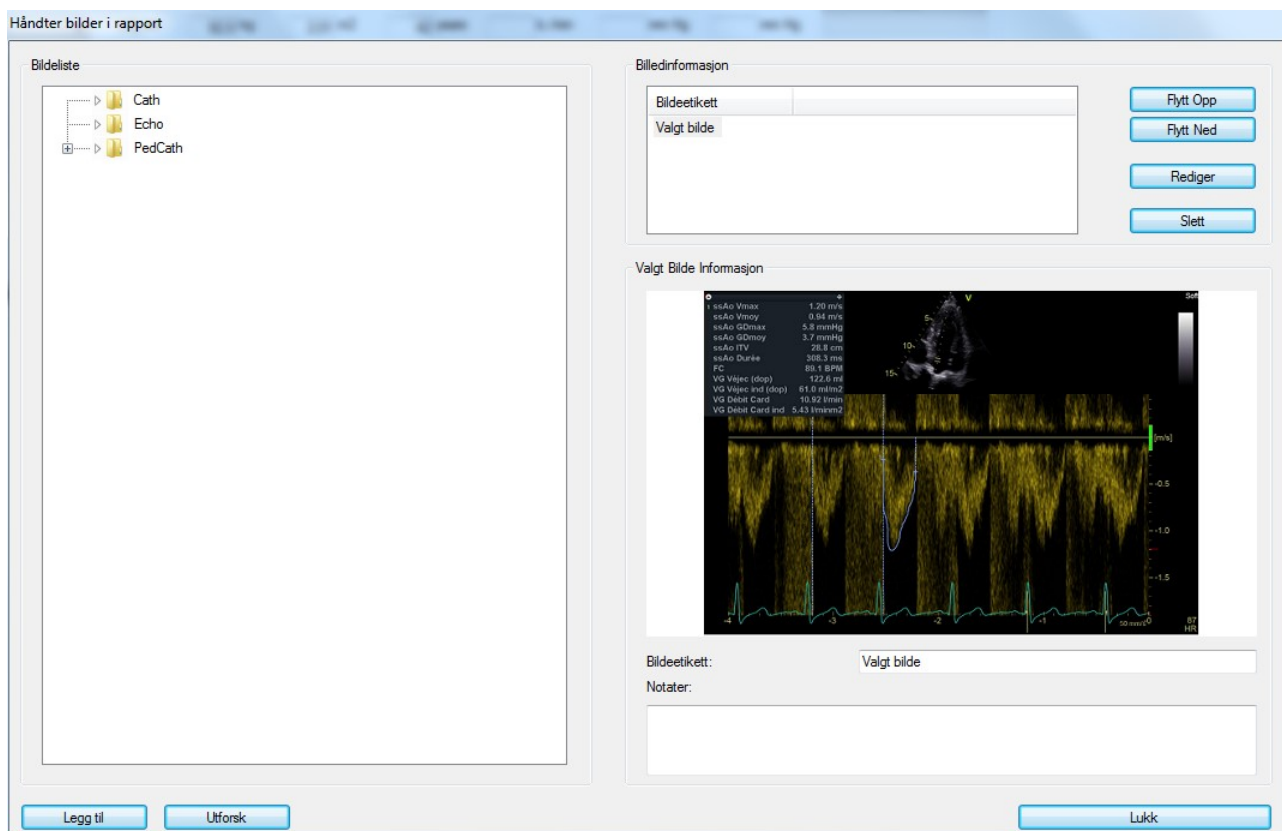 Håndter bilder i rapport
Bildeliste
Cath
Echo
PedCath
Legg til
Utforsk
Billedinformasjon
Bildeetikett
Valgt bilde
Flytt Opp
Flytt Ned
Rediger
Slett
Valgt Bilde Informasjon
1 ssAo Vmax 1.20 m/s
ssAo Vmoy 0.94 m/s
ssAo GDmax 5.8 mmHg
ssAo GDmoy 3.7 mmHg
ssAo ITV 28.8 cm
ssAo Durée 308.3 ms
FC 89.1 BPM
VG Véjec (dop) 122.6 ml
VG Véjec ind (dop) 61.0 ml/m2
VG Débit Card 10.92 l/min
VG Débit Card ind 5.43 l/minm2
V
5
10
15
Soft
[m/s]
-0.5
-1.0
-1.5
-4 -3 -2 -1 0
50 mm/s
87
HR
Bildeetikett: Valgt bilde
Notater:
Lukk